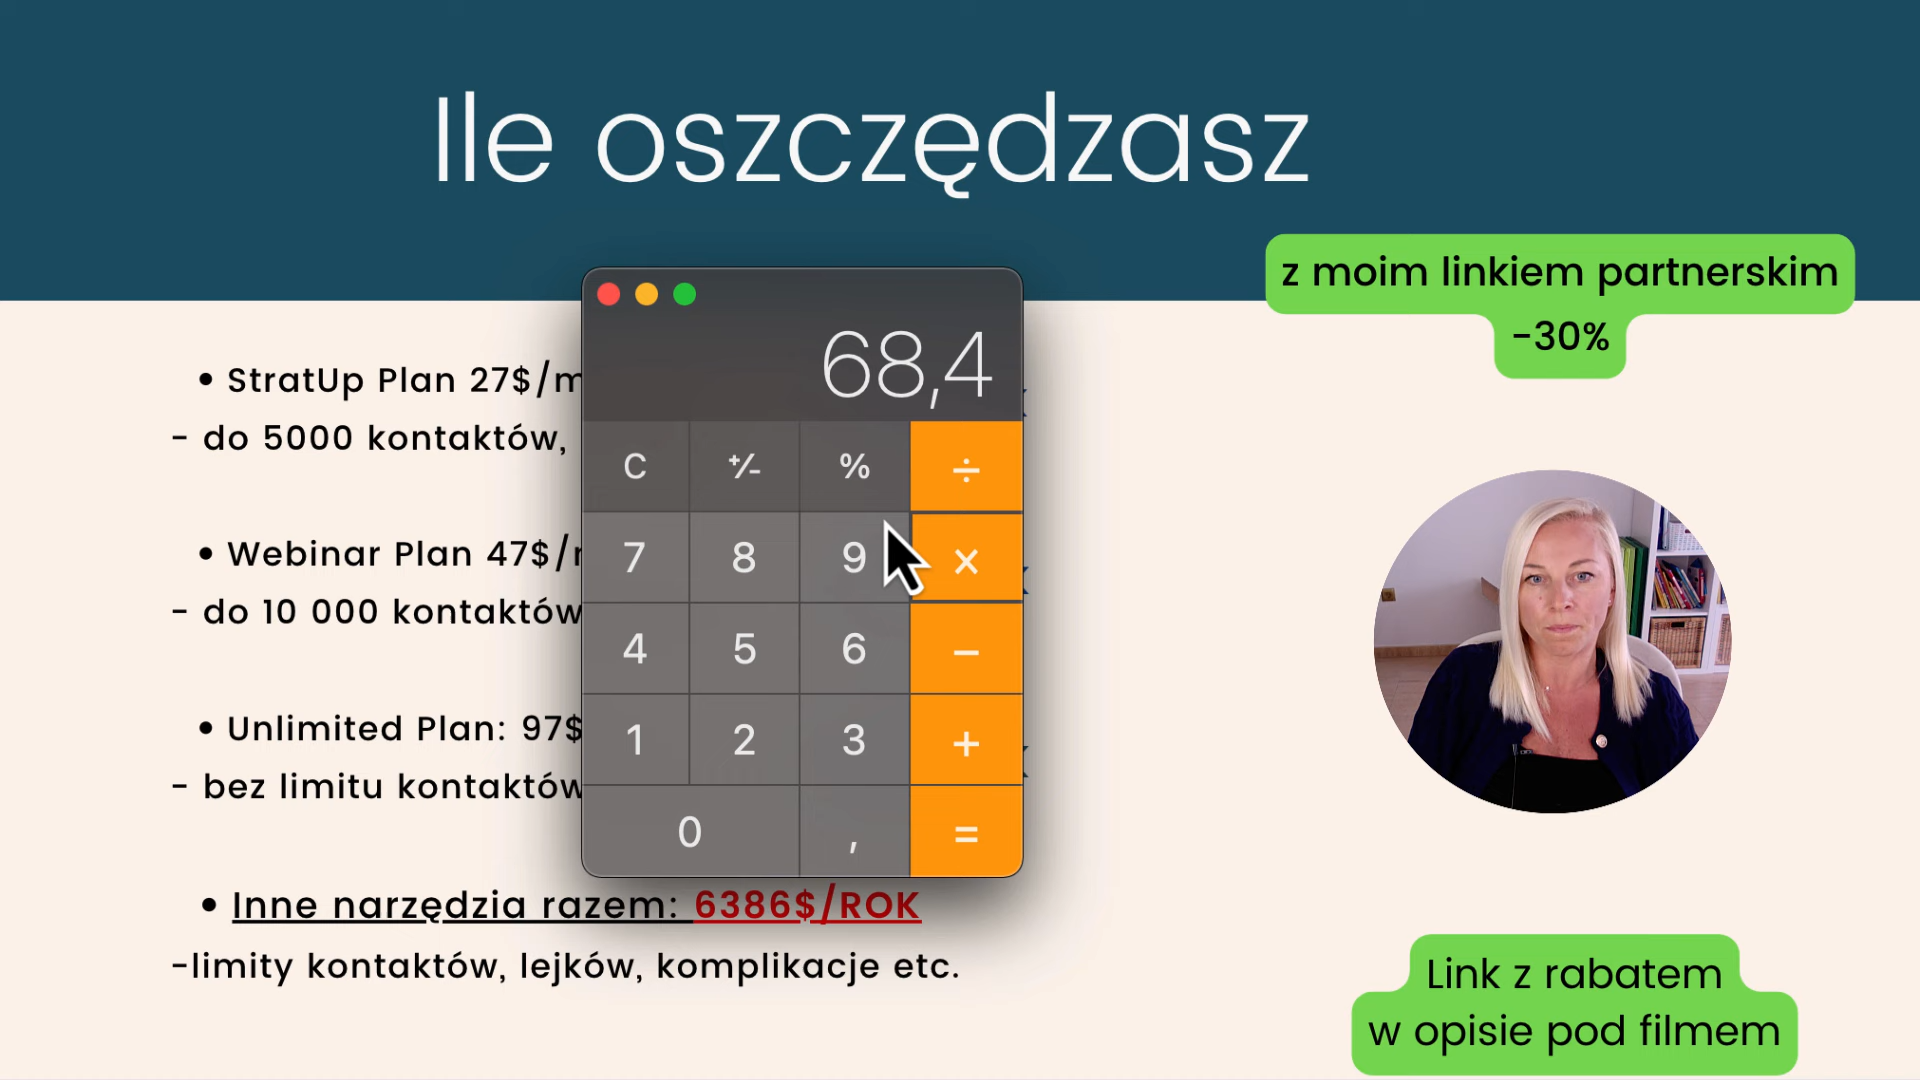 Ile oszczędzasz
z moim linkiem partnerskim
-30%
• StratUp Plan 27$/m
- do 5000 kontaktów,
• Webinar Plan 47$/
- do 10 000 kontaktów
• Unlimited Plan: 97$
- bez limitu kontaktów
68,4
C ⁺⁄₋ % ÷
7 8 9 ×
4 5 6 −
1 2 3 +
0 , =
• Inne narzędzia razem: 6386$/ROK
-limity kontaktów, lejków, komplikacje etc.
Link z rabatem
w opisie pod filmem